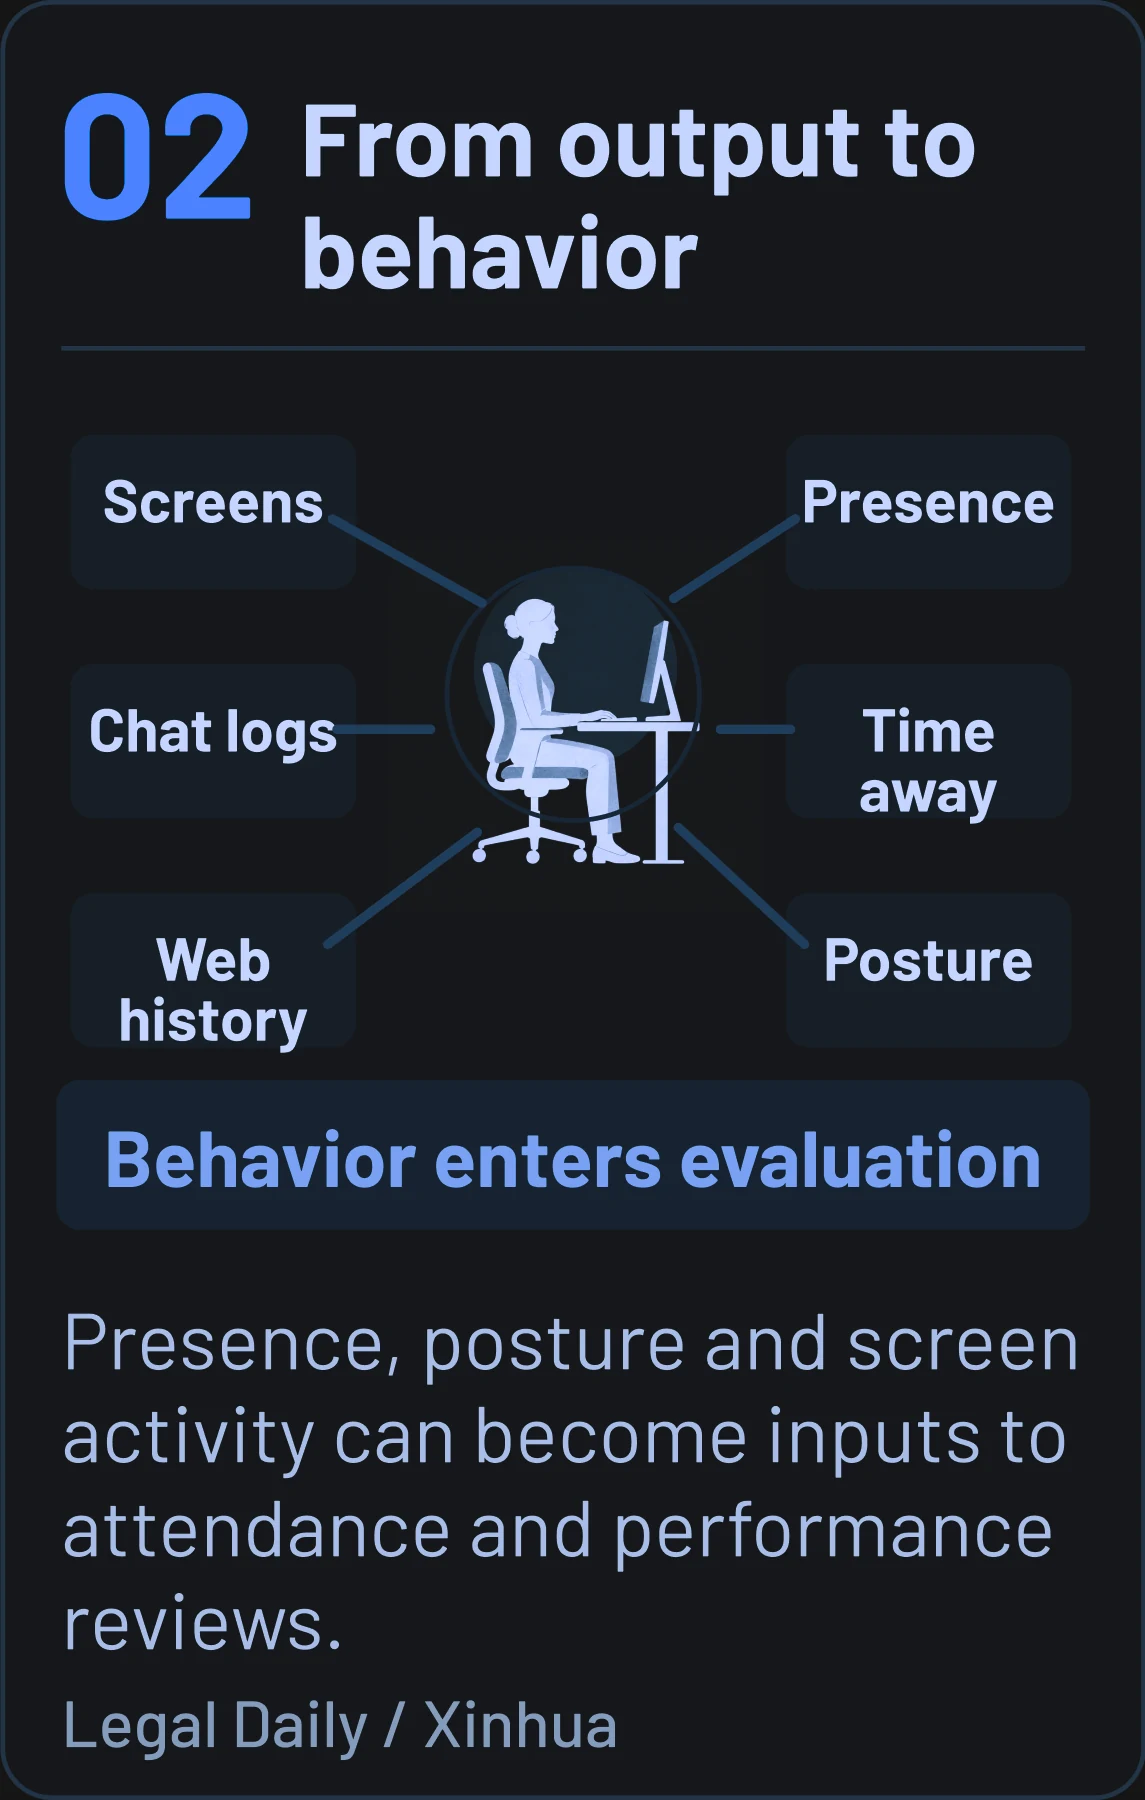 02
From output to
behavior
Screens
Presence
Chat logs
Time
away
Web
history
Posture
Behavior enters evaluation
Presence, posture and screen
activity can become inputs to
attendance and performance
reviews.
Legal Daily / Xinhua